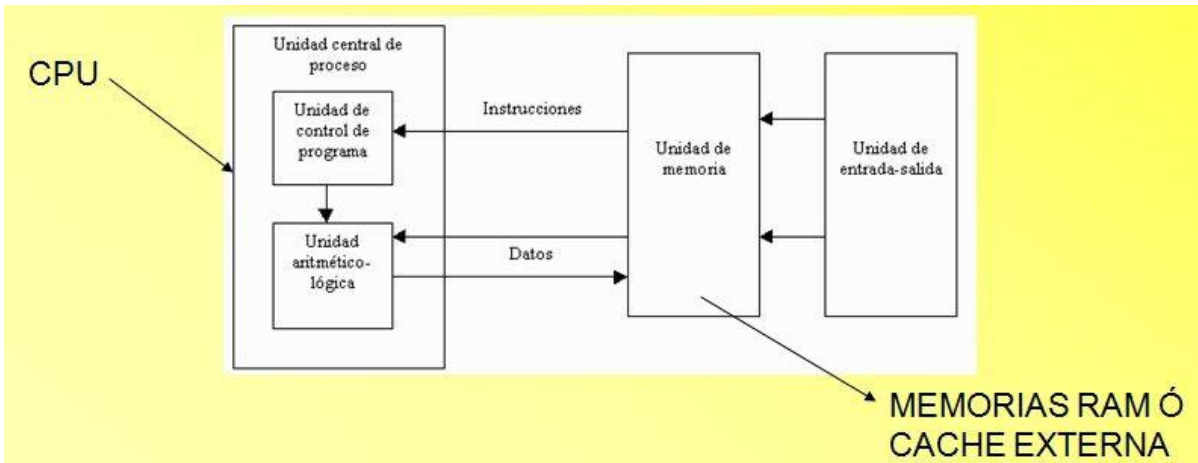 CPU
Unidad central de
proceso
Unidad de
control de
programa
Instrucciones
Unidad de
memoria
Unidad de
entrada-salida
Unidad
aritmético-
lógica
Datos
MEMORIAS RAM Ó
CACHE EXTERNA